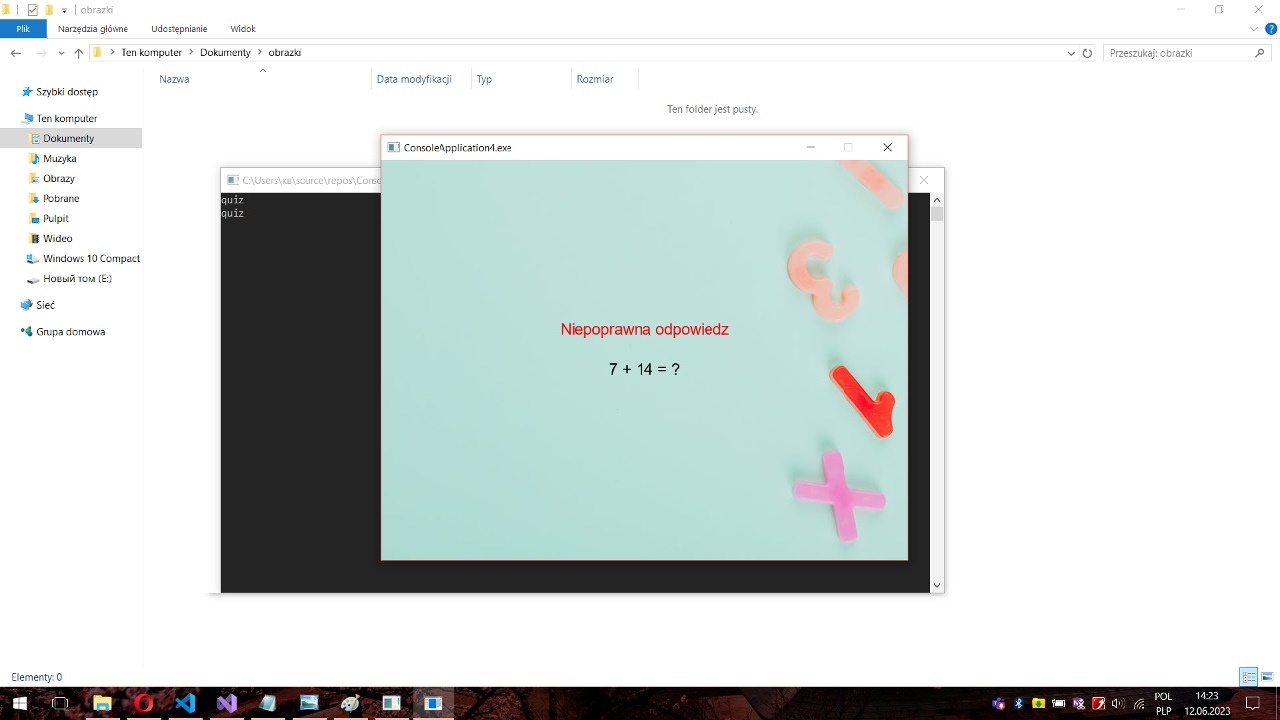 obrazki
Plik Narzędzia główne Udostępnianie Widok
Ten komputer Dokumenty obrazki
Przeszukaj: obrazki
Nazwa Data modyfikacji Typ Rozmiar
Ten folder jest pusty.
Szybki dostęp
Ten komputer
Dokumenty
Muzyka
Obrazy
Pobrane
Pulpit
Wideo
Windows 10 Compact
Новый том (E:)
Sieć
Grupa domowa
ConsoleApplication4.exe
C:\Users\кв\source\repos\Conso
quiz
quiz
Niepoprawna odpowiedz
7 + 14 = ?
Elementy: 0
POL
PLP
14:23
12.06.2023